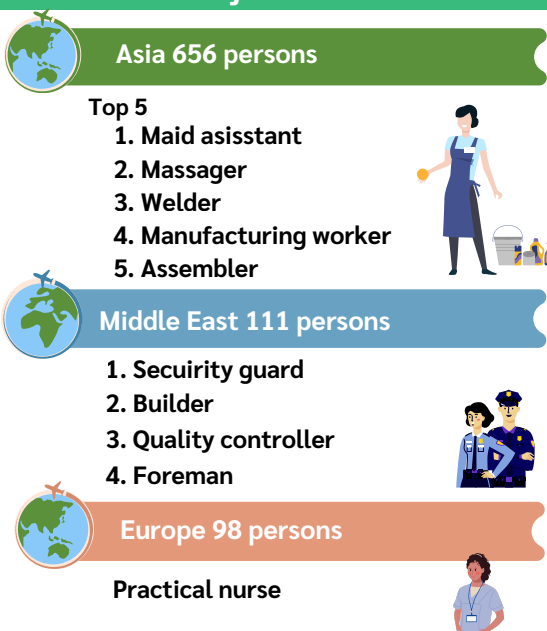 Asia 656 persons
Top 5
1. Maid asisstant
2. Massager
3. Welder
4. Manufacturing worker
5. Assembler
Middle East 111 persons
1. Secuirity guard
2. Builder
3. Quality controller
4. Foreman
Europe 98 persons
Practical nurse